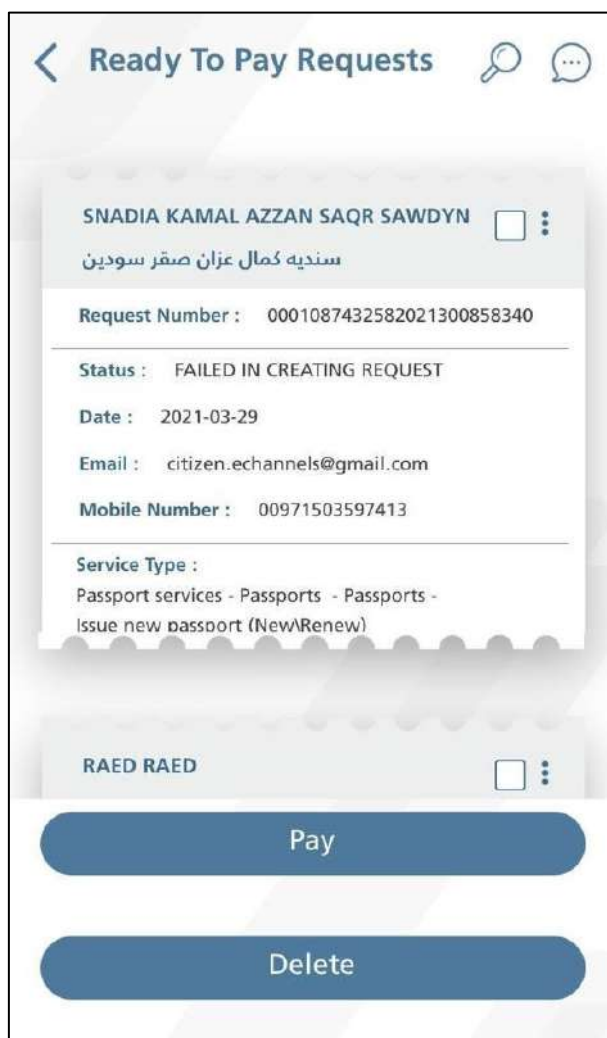 Ready To Pay Requests
SNADIA KAMAL AZZAN SAQR SAWDYN
سنديه كمال عزان صقر سودين
Request Number : 0001087432582021300858340
Status : FAILED IN CREATING REQUEST
Date : 2021-03-29
Email : citizen.echannels@gmail.com
Mobile Number : 00971503597413
Service Type :
Passport services - Passports - Passports -
Issue new passport (New\Renew)
RAED RAED
Pay
Delete